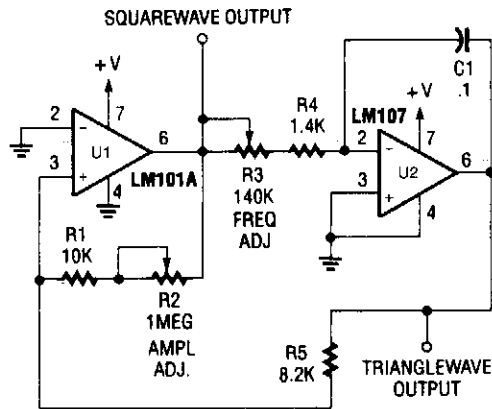 SQUAREWAVE OUTPUT
+V
2
7
-
U1
6
3
+
4
LM101A
R1
10K
R2
1MEG
AMPL
ADJ.
R3
140K
FREQ
ADJ
R4
1.4K
C1
.1
LM107
+V
2
7
-
U2
6
3
+
4
R5
8.2K
TRIANGLEWAVE
OUTPUT